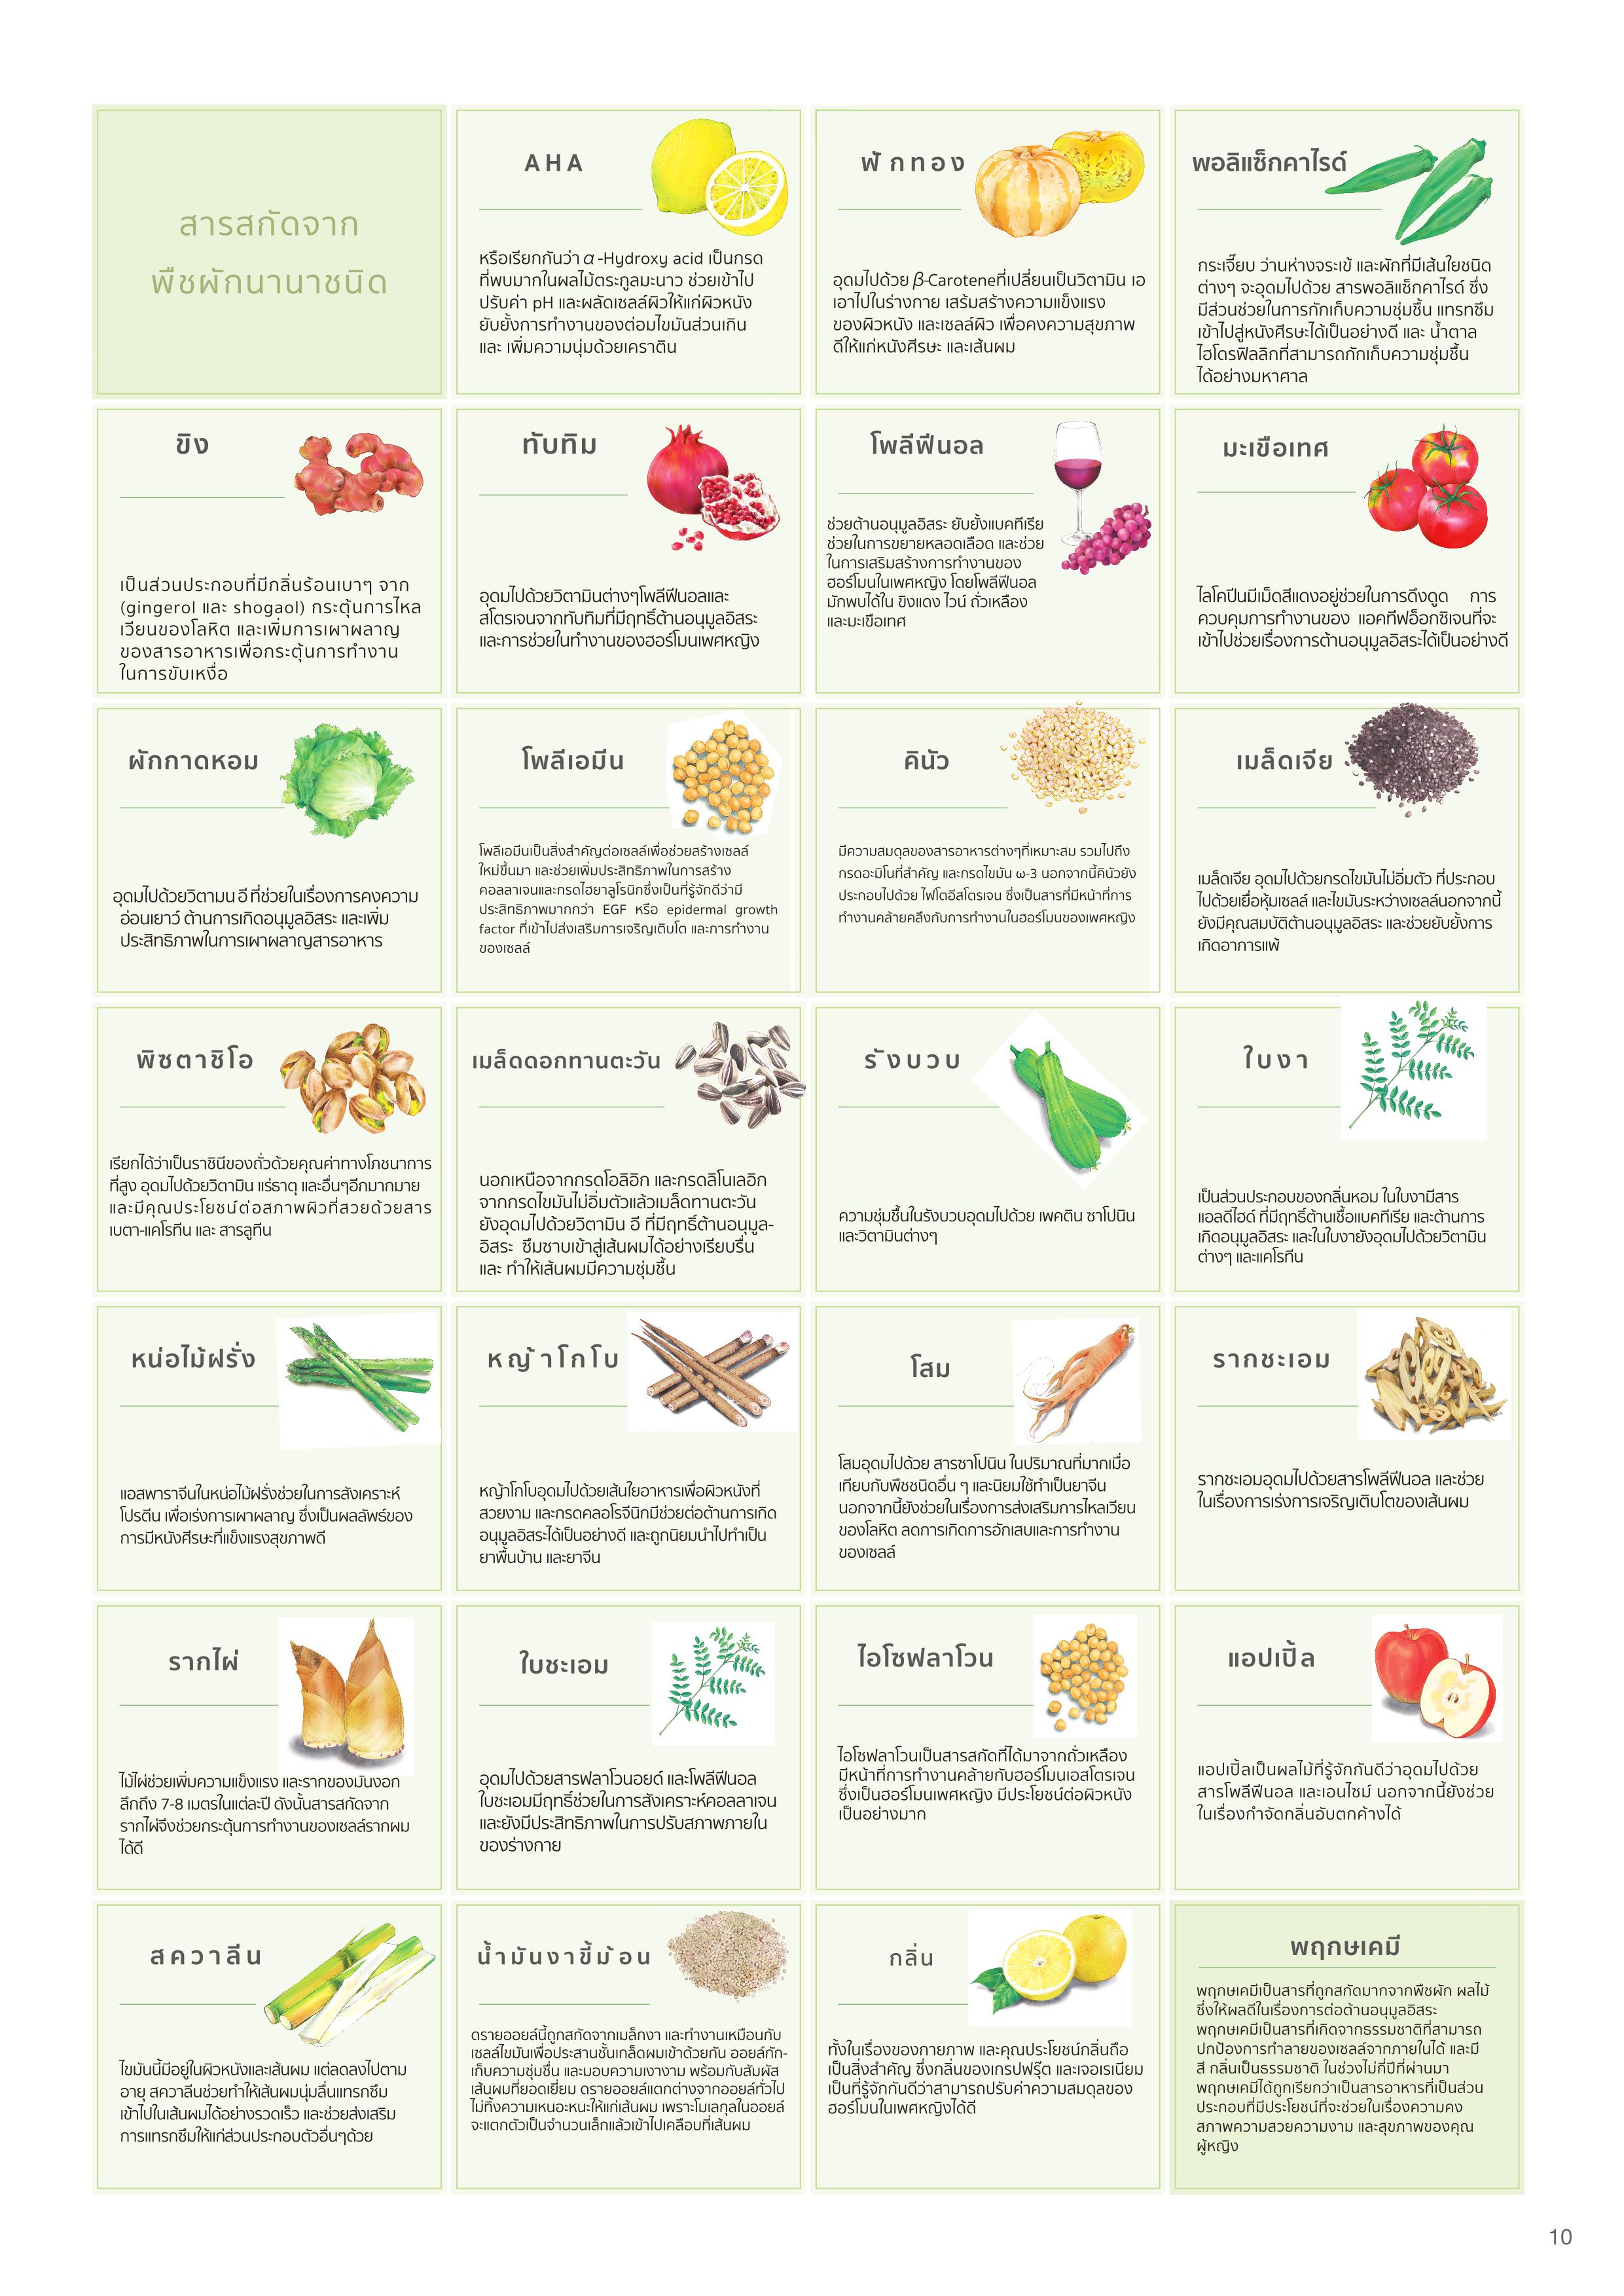 สารสกัดจาก
พืชผักนานาชนิด
AHA
หรือเรียกกันว่า α -Hydroxy acid เป็นกรด
ที่พบมากในผลไม้ตระกูลมะนาว ช่วยเข้าไป
ปรับค่า pH และผลัดเซลล์ผิวให้แก่ผิวหนัง
ยับยั้งการทำงานของต่อมไขมันส่วนเกิน
และ เพิ่มความนุ่มด้วยเคราติน
ฟักทอง
อุดมไปด้วย β-Caroteneที่เปลี่ยนเป็นวิตามิน เอ
เอาไปในร่างกาย เสร้มสร้างความแข็งแรง
ของผิวหนัง และเซลล์ผิว เพื่อคงความสุขภาพ
ดีให้แก่หนังศีรษะ และเส้นผม
พอลิแซ็กคาไรด์
กระเจี๊ยบ ว่านห่างจระเข้ และผักที่มีเส้นใยชนิด
ต่างๆ จะอุดมไปด้วย สารพอลิแซ็กคาไรด์ ซึ่ง
มีส่วนช่วยในการกักเก็บความชุ่มชื้น แทรกซึม
เข้าไปสู่หนังศีรษะได้เป็นอย่างดี และ น้ำตาล
ไฮโดรฟิลลิกที่สามารถกักเก็บความชุ่มชื้น
ได้อย่างมหาศาล
ขิง
เป็นส่วนประกอบที่มีกลิ่นร้อนเบาๆ จาก
(gingerol และ shogaol) กระตุ้นการไหล
เวียนของโลหิต และเพิ่มการเผาผลาญ
ของสารอาหารเพื่อกระตุ้นการทำงาน
ในการขับเหงื่อ
ทับทิม
อุดมไปด้วยวิตามินต่างๆโพลีฟีนอลและ
สโตรเจนจากทับทิมที่มีฤทธิ์ต้านอนุมูลอิสระ
และการช่วยในทำงานของฮอร์โมนเพศหญิง
โพลีฟีนอล
ช่วยต้านอนุมูลอิสระ ยับยั้งแบคทีเรีย
ช่วยในการขยายหลอดเลือด และช่วย
ในการเสริมสร้างการทำงานของ
ฮอร์โมนในเพศหญิง โดยโพลีฟีนอล
มักพบได้ใน ขิงแดง ไวน์ ถั่วเหลือง
และมะเขือเทศ
มะเขือเทศ
ไลโคปีนมีเม็ดสีแดงอยู่ช่วยในการดึงดูด การ
ควบคุมการทำงานของ แอคทีฟอ็อกซิเจนที่จะ
เข้าไปช่วยเรื่องการต้านอนุมูลอิสระได้เป็นอย่างดี
ผักกาดหอม
อุดมไปด้วยวิตามน อี ที่ช่วยในเรื่องการคงความ
อ่อนเยาว์ ต้านการเกิดอนุมูลอิสระ และเพิ่ม
ประสิทธิภาพในการเผาผลาญสารอาหาร
โพลีเอมีน
โพลีเอมีนเป็นสิ่งสำคัญต่อเซลล์เพื่อช่วยสร้างเซลล์
ใหม่ขึ้นมา และช่วยเพิ่มประสิทธิภาพในการสร้าง
คอลลาเจนและกรดไฮยาลูโรนิกซึ่งเป็นที่รู้จักดีว่ามี
ประสิทธิภาพมากกว่า EGF หรือ epidermal growth
factor ที่เข้าไปส่งเสริมการเจริญเติบโต และการทำงาน
ของเซลล์
คินัว
มีความสมดุลของสารอาหารต่างๆที่เหมาะสม รวมไปถึง
กรดอะมิโนที่สำคัญ และกรดไขมัน ω-3 นอกจากนี้คินัวยัง
ประกอบไปด้วย ไฟโตอีสโตรเจน ซึ่งเป็นสารที่มีหน้าที่การ
ทำงานคล้ายคลึงกับการทำงานในฮอร์โมนของเพศหญิง
เมล็ดเจีย
เมล็ดเจีย อุดมไปด้วยกรดไขมันไม่อิ่มตัว ที่ประกอบ
ไปด้วยเยื่อหุ้มเซลล์ และไขมันระหว่างเซลล์นอกจากนี้
ยังมีคุณสมบัติต้านอนุมูลอิสระ และช่วยยับยั้งการ
เกิดอาการแพ้
พิซตาชิโอ
เรียกได้ว่าเป็นราชินีของถั่วด้วยคุณค่าทางโภชนาการ
ที่สูง อุดมไปด้วยวิตามิน แร่ธาตุ และอื่นๆอีกมากมาย
และมีคุณประโยชน์ต่อสภาพผิวที่สวยด้วยสาร
เบตา-แคโรทีน และ สารลูทีน
เมล็ดดอกทานตะวัน
นอกเหนือจากกรดโอลิอิก และกรดลิโนเลอิก
จากกรดไขมันไม่อิ่มตัวแล้วเมล็ดทานตะวัน
ยังอุดมไปด้วยวิตามิน อี ที่มีฤทธิ์ต้านอนุมูล-
อิสระ ซึมซาบเข้าสู่เส้นผมได้อย่างเรียบรื่น
และ ทำให้เส้นผมมีความชุ่มชื้น
รังบวบ
ความชุ่มชื้นในรังบวบอุดมไปด้วย เพคติน ซาโปนิน
และวิตามินต่างๆ
ใบงา
เป็นส่วนประกอบของกลิ่นหอม ในใบงามีสาร
แอลดีไฮด์ ที่มีฤทธิ์ต้านเชื้อแบคทีเรีย และต้านการ
เกิดอนุมูลอิสระ และในใบงายังอุดมไปด้วยวิตามิน
ต่างๆ และแคโรทีน
หน่อไม้ฝรั่ง
แอสพาราจีนในหน่อไม้ฝรั่งช่วยในการสังเคราะห์
โปรตีน เพื่อเร่งการเผาผลาญ ซึ่งเป็นผลลัพธ์ของ
การมีหนังศีรษะที่แข็งแรงสุขภาพดี
หญ้าโกโบ
หญ้าโกโบอุดมไปด้วยเส้นใยอาหารเพื่อผิวหนังที่
สวยงาม และกรดคลอโรจีนิกมีช่วยต่อต้านการเกิด
อนุมูลอิสระได้เป็นอย่างดี และถูกนิยมนำไปทำเป็น
ยาพื้นบ้าน และยาจีน
โสม
โสมอุดมไปด้วย สารซาโปนิน ในปริมาณที่มากเมื่อ
เทียบกับพืชชนิดอื่น ๆ และนิยมใช้ทำเป็นยาจีน
นอกจากนี้ยังช่วยในเรื่องการส่งเสริมการไหลเวียน
ของโลหิต ลดการเกิดการอักเสบและการทำงาน
ของเซลล์
รากชะเอม
รากชะเอมอุดมไปด้วยสารโพลีฟีนอล และช่วย
ในเรื่องการเร่งการเจริญเติบโตของเส้นผม
รากไผ่
ไม้ไผ่ช่วยเพิ่มความแข็งแรง และรากของมันงอก
ลึกถึง 7-8 เมตรในแต่ละปี ดังนั้นสารสกัดจาก
รากไผ่จึงช่วยกระตุ้นการทำงานของเซลล์รากผม
ได้ดี
ใบชะเอม
อุดมไปด้วยสารฟลาโวนอยด์ และโพลีฟีนอล
ใบชะเอมมีฤทธิ์ช่วยในการสังเคราะห์คอลลาเจน
และยังมีประสิทธิภาพในการปรับสภาพภายใน
ของร่างกาย
ไอโซฟลาโวน
ไอโซฟลาโวนเป็นสารสกัดที่ได้มาจากถั่วเหลือง
มีหน้าที่การทำงานคล้ายกับฮอร์โมนเอสโตรเจน
ซึ่งเป็นฮอร์โมนเพศหญิง มีประโยชน์ต่อผิวหนัง
เป็นอย่างมาก
แอปเปิ้ล
แอปเปิ้ลเป็นผลไม้ที่รู้จักกันดีว่าอุดมไปด้วย
สารโพลีฟีนอล และเอนไซม์ นอกจากนี้ยังช่วย
ในเรื่องกำจัดกลิ่นอับตกค้างได้
สควาลีน
ไขมันนี้มีอยู่ในผิวหนังและเส้นผม แต่ลดลงไปตาม
อายุ สควาลีนช่วยทำให้เส้นผมนุ่มลื่นแทรกซึม
เข้าไปในเส้นผมได้อย่างรวดเร็ว และช่วยส่งเสริม
การแทรกซึมให้แก่ส่วนประกอบตัวอื่นๆด้วย
น้ำมันงาขี้ม้อน
ดรายออยล์นี้ถูกสกัดจากเมล็กงา และทำงานเหมือนกับ
เซลล์ไขมันเพื่อประสานชั้นเกล็ดผมเข้าด้วยกัน ออยล์กัก-
เก็บความชุ่มชื่น และมอบความเงางาม พร้อมกับสัมผัส
เส้นผมที่ยอดเยี่ยม ดรายออยล์แตกต่างจากออยล์ทั่วไป
ไม่ทิ้งความเหนอะหนะให้แก่เส้นผม เพราะโมเลกุลในออยล์
จะแตกตัวเป็นจำนวนเล็กแล้วเข้าไปเคลือบที่เส้นผม
กลิ่น
ทั้งในเรื่องของกายภาพ และคุณประโยชน์กลิ่นถือ
เป็นสิ่งสำคัญ ซึ่งกลิ่นของเกรปฟรุ๊ต และเจอเรเนียม
เป็นที่รู้จักกันดีว่าสามารถปรับค่าความสมดุลของ
ฮอร์โมนในเพศหญิงได้ดี
พฤกษเคมี
พฤกษเคมีเป็นสารที่ถูกสกัดมากจากพืชผัก ผลไม้
ซึ่งให้ผลดีในเรื่องการต่อต้านอนุมูลอิสระ
พฤกษเคมีเป็นสารที่เกิดจากธรรมชาติที่สามารถ
ปกป้องการทำลายของเซลล์จากภายในได้ และมี
สี กลิ่นเป็นธรรมชาติ ในช่วงไม่กี่ปีที่ผ่านมา
พฤกษเคมีได้ถูกเรียกว่าเป็นสารอาหารที่เป็นส่วน
ประกอบที่มีประโยชน์ที่จะช่วยในเรื่องความคง
สภาพความสวยความงาม และสุขภาพของคุณ
ผู้หญิง
10